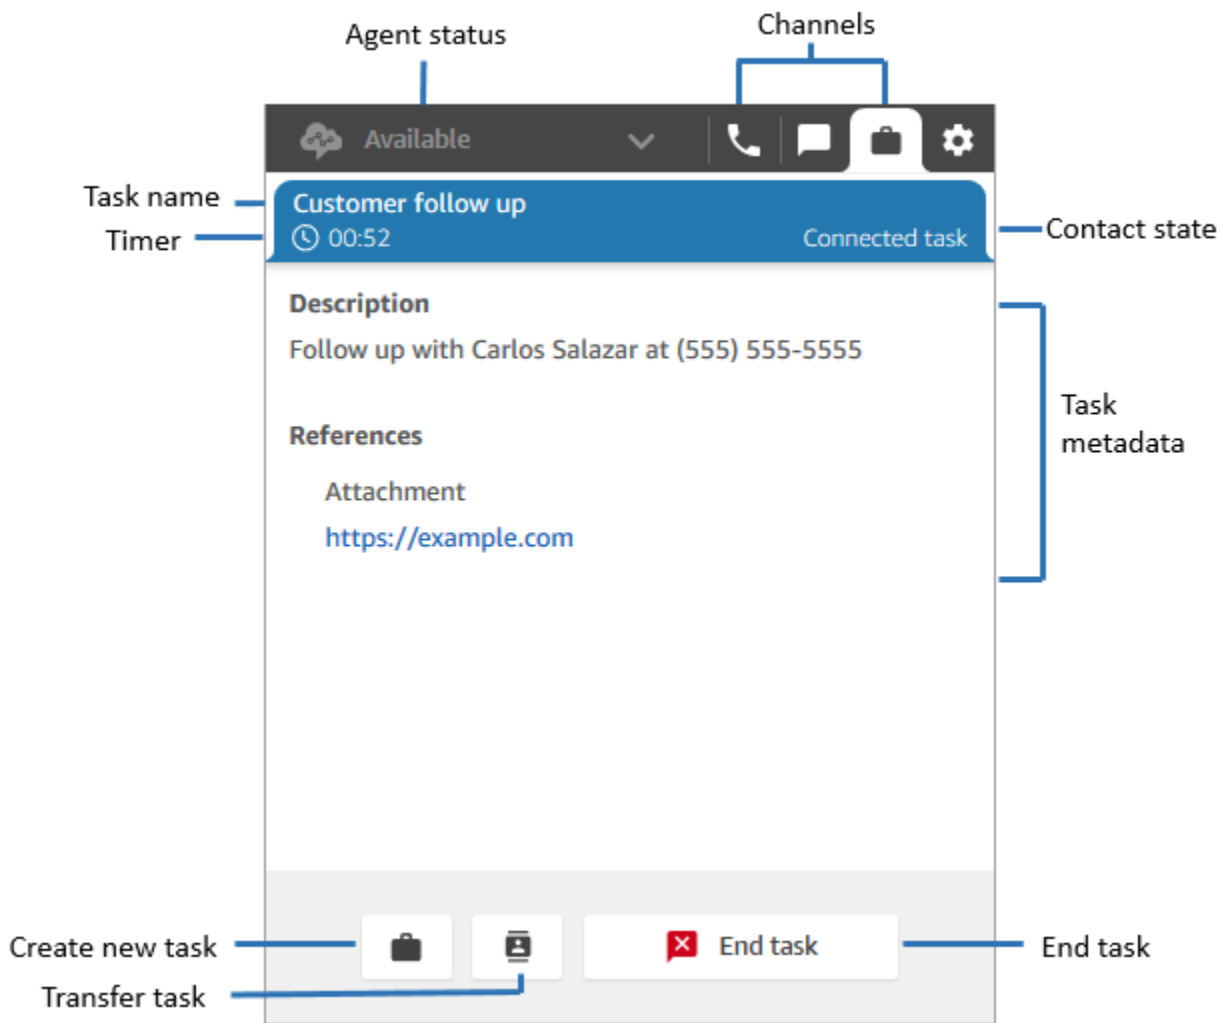 Agent status
Channels
Available
Task name
Customer follow up
Timer
00:52
Connected task
Contact state
Description
Follow up with Carlos Salazar at (555) 555-5555
Task
metadata
References
Attachment
https://example.com
Create new task
End task
End task
Transfer task